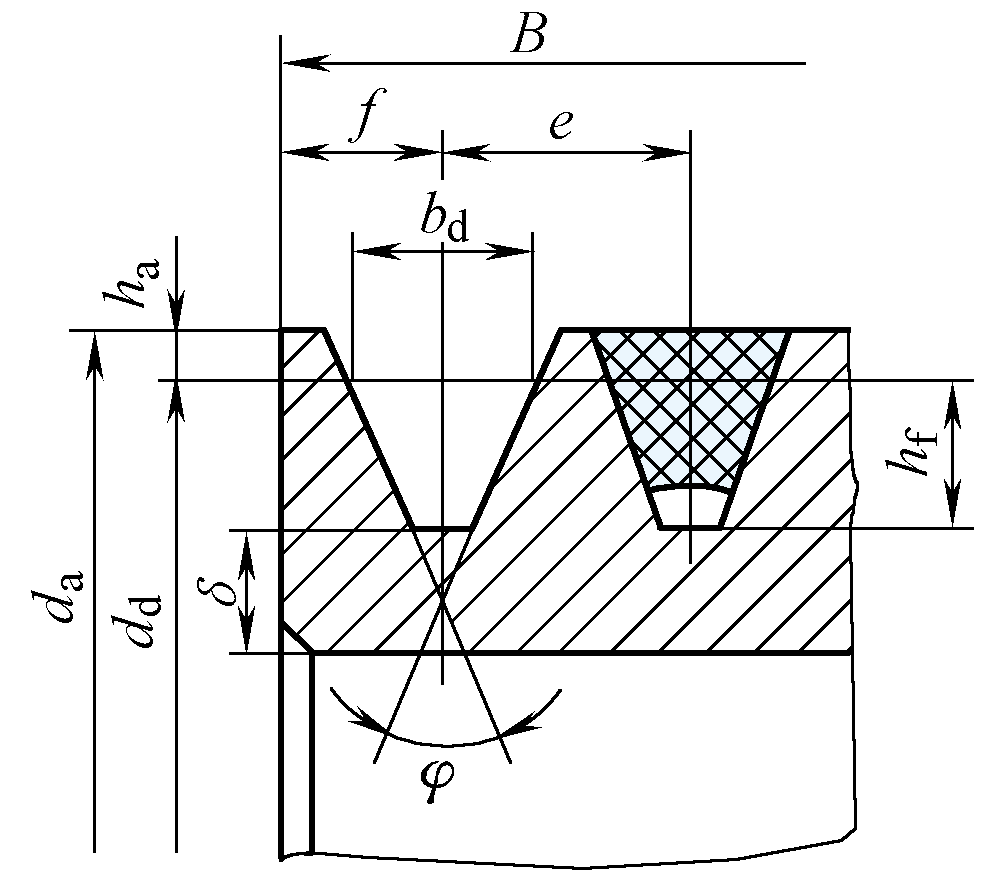 B
f e
b_d
h_a
h_f
d_a d_d δ
φ